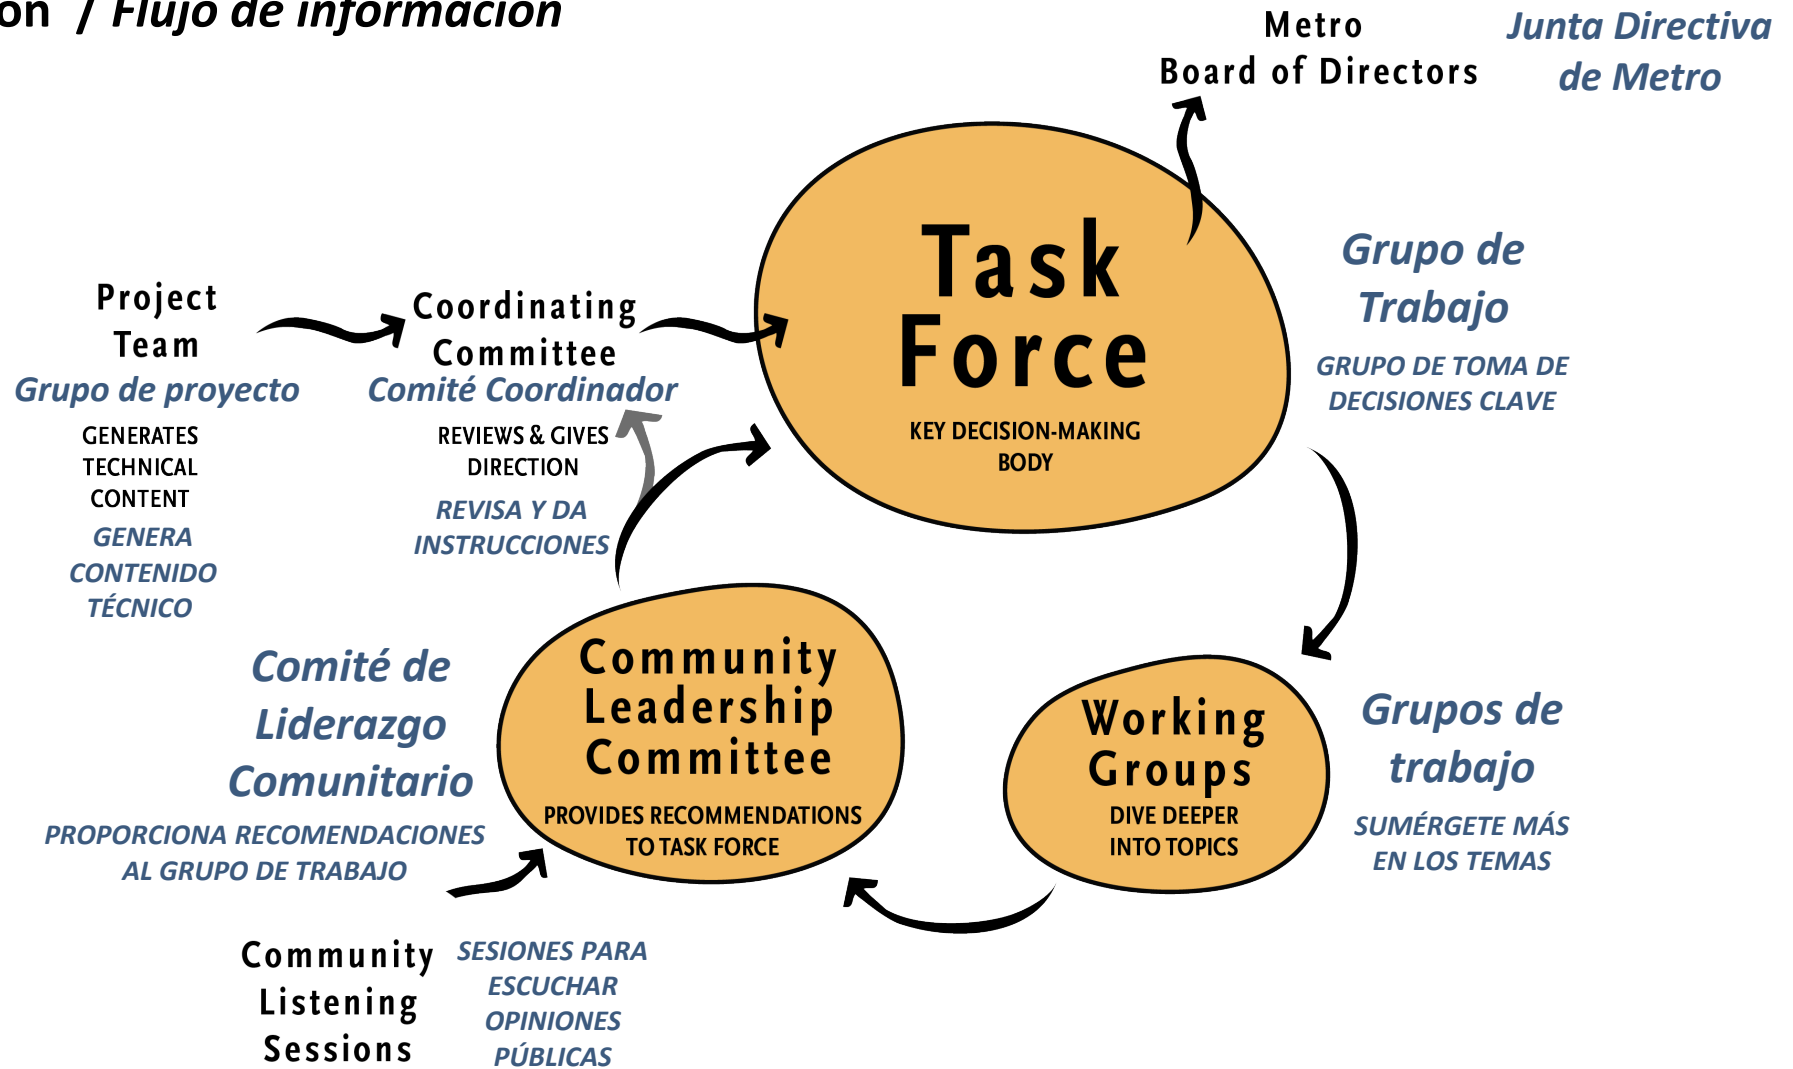 on / Flujo de información
Metro
Board of Directors
Junta Directiva
de Metro
Task
Force
KEY DECISION-MAKING
BODY
Grupo de
Trabajo
GRUPO DE TOMA DE
DECISIONES CLAVE
Project
Team
Grupo de proyecto
GENERATES
TECHNICAL
CONTENT
GENERA
CONTENIDO
TÉCNICO
Coordinating
Committee
Comité Coordinador
REVIEWS & GIVES
DIRECTION
REVISA Y DA
INSTRUCCIONES
Comité de
Liderazgo
Comunitario
PROPORCIONA RECOMENDACIONES
AL GRUPO DE TRABAJO
Community
Leadership
Committee
PROVIDES RECOMMENDATIONS
TO TASK FORCE
Working
Groups
DIVE DEEPER
INTO TOPICS
Grupos de
trabajo
SUMÉRGETE MÁS
EN LOS TEMAS
Community
Listening
Sessions
SESIONES PARA
ESCUCHAR
OPINIONES
PÚBLICAS